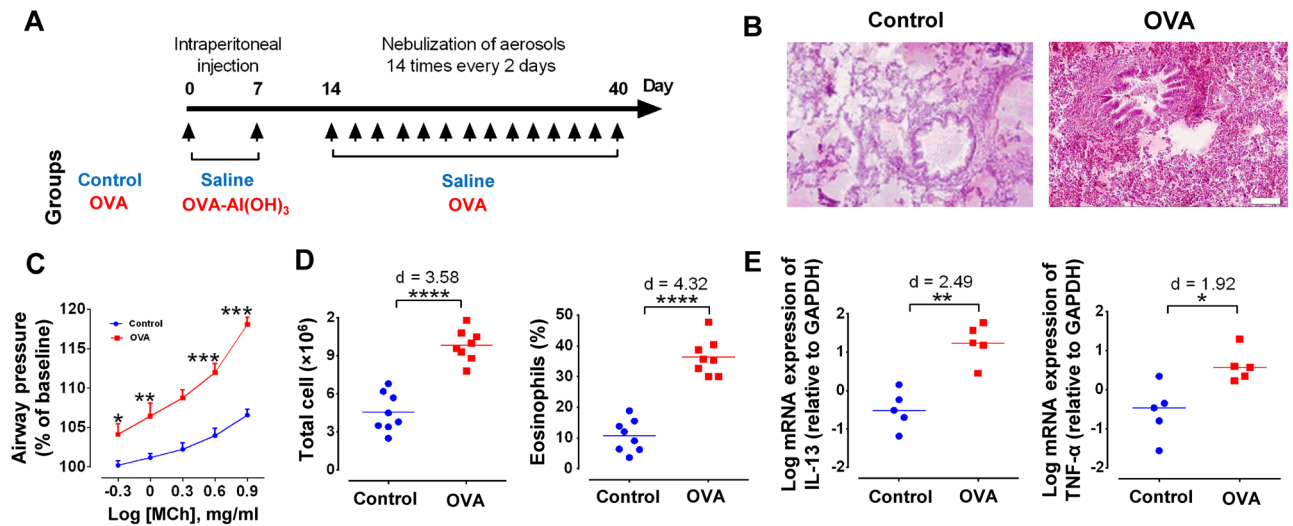 A
Intraperitoneal
injection
Nebulization of aerosols
14 times every 2 days
0 7 14 40 Day
Groups
Control Saline Saline
OVA OVA-Al(OH)3 OVA
B
Control OVA
C
Airway pressure
(% of baseline)
120
115
110
105
100
Control
OVA
* ** *** ***
-0.3 0 0.3 0.6 0.9
Log [MCh], mg/ml
D
d = 3.58
****
Total cell (×10⁶)
12
9
6
3
0
Control OVA
d = 4.32
****
Eosinophils (%)
50
40
30
20
10
0
Control OVA
E
d = 2.49
**
Log mRNA expression of
IL-13 (relative to GAPDH)
2
1
0
-1
-2
Control OVA
d = 1.92
*
Log mRNA expression of
TNF-α (relative to GAPDH)
2
1
0
-1
-2
Control OVA